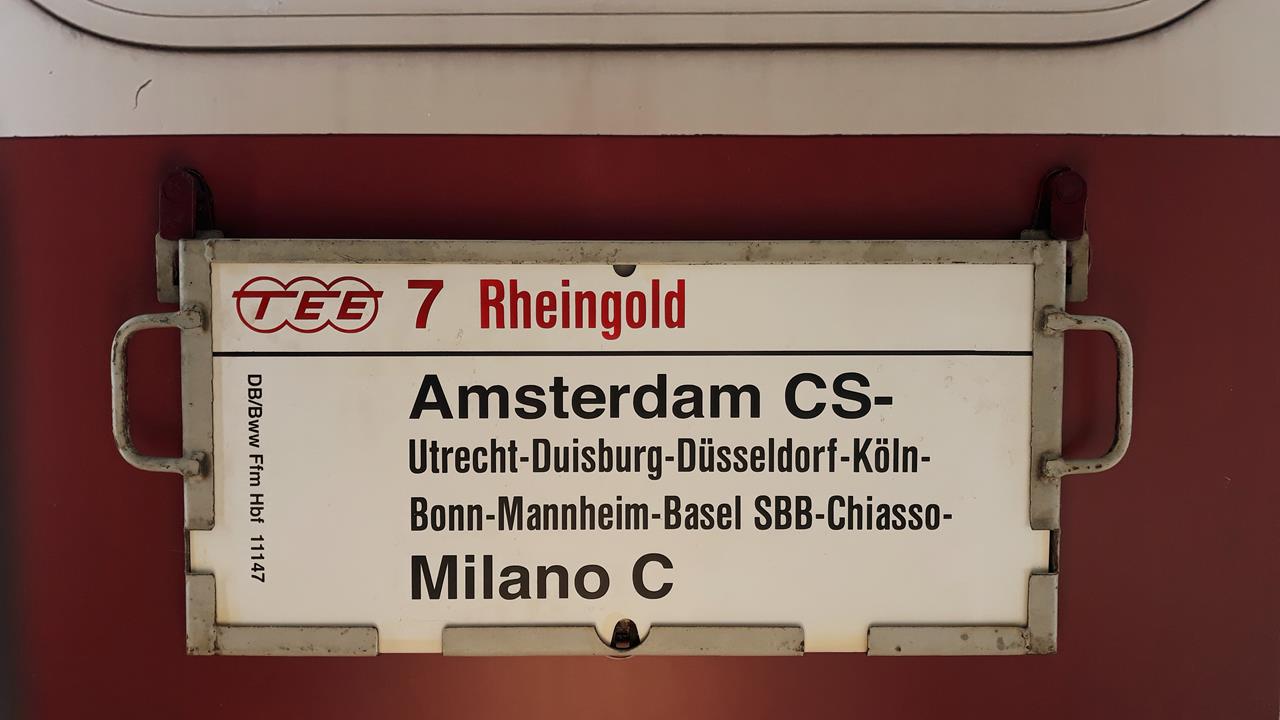 TEE 7 Rheingold
Amsterdam CS-
Utrecht-Duisburg-Düsseldorf-Köln-
Bonn-Mannheim-Basel SBB-Chiasso-
Milano C
DB/Bww Ffm Hbf 11147